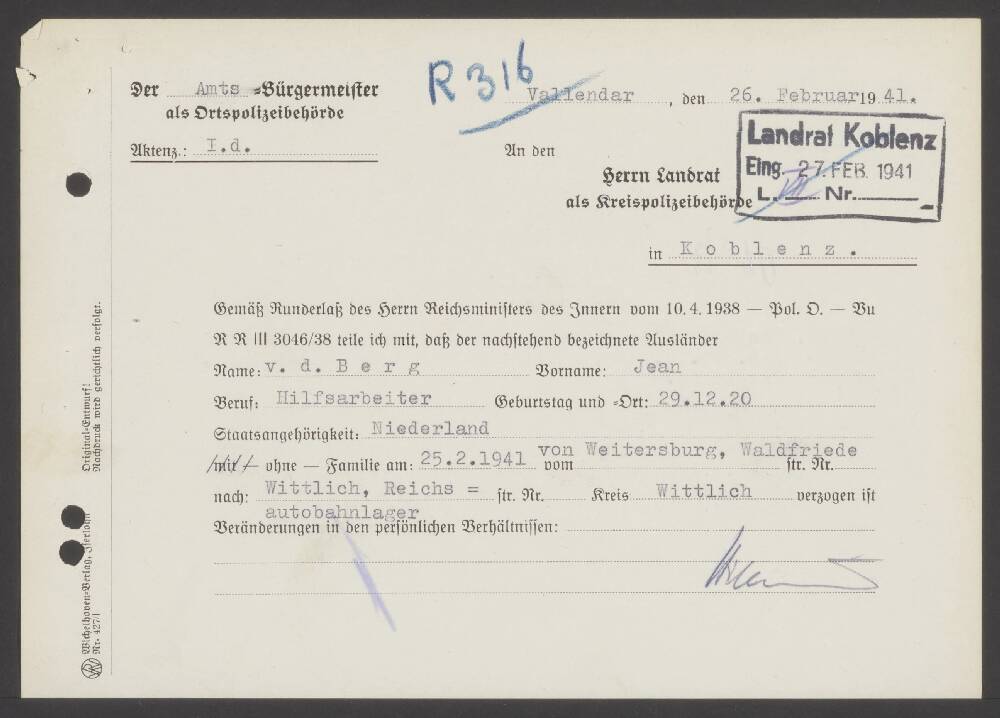 R 316
Der Amts-Bürgermeister
als Ortspolizeibehörde
Vallendar, den 26. Februar 1941.
Aktenz.: I.d.
An den
Herrn Landrat
als Kreispolizeibehörde
Landrat Koblenz
Eing. 27. FEB. 1941
L. VII Nr.
in Koblenz.
Gemäß Runderlaß des Herrn Reichsministers des Innern vom 10. 4. 1938 — Pol. O. — Vu
R R III 3046/38 teile ich mit, daß der nachstehend bezeichnete Ausländer
Name: v. d. Berg Vorname: Jean
Beruf: Hilfsarbeiter Geburtstag und -Ort: 29.12.20
Staatsangehörigkeit: Niederland
mit / ohne — Familie am: 25.2.1941 vom von Weitersburg, Waldfriede str. Nr.
nach: Wittlich, Reichs = str. Nr. Kreis Wittlich verzogen ist
autobahnlager
Veränderungen in den persönlichen Verhältnissen:
Original-Entwurf!
Nachdruck wird gerichtlich verfolgt.
Wichelhoven-Verlag, Iserlohn
Nr. 427/I